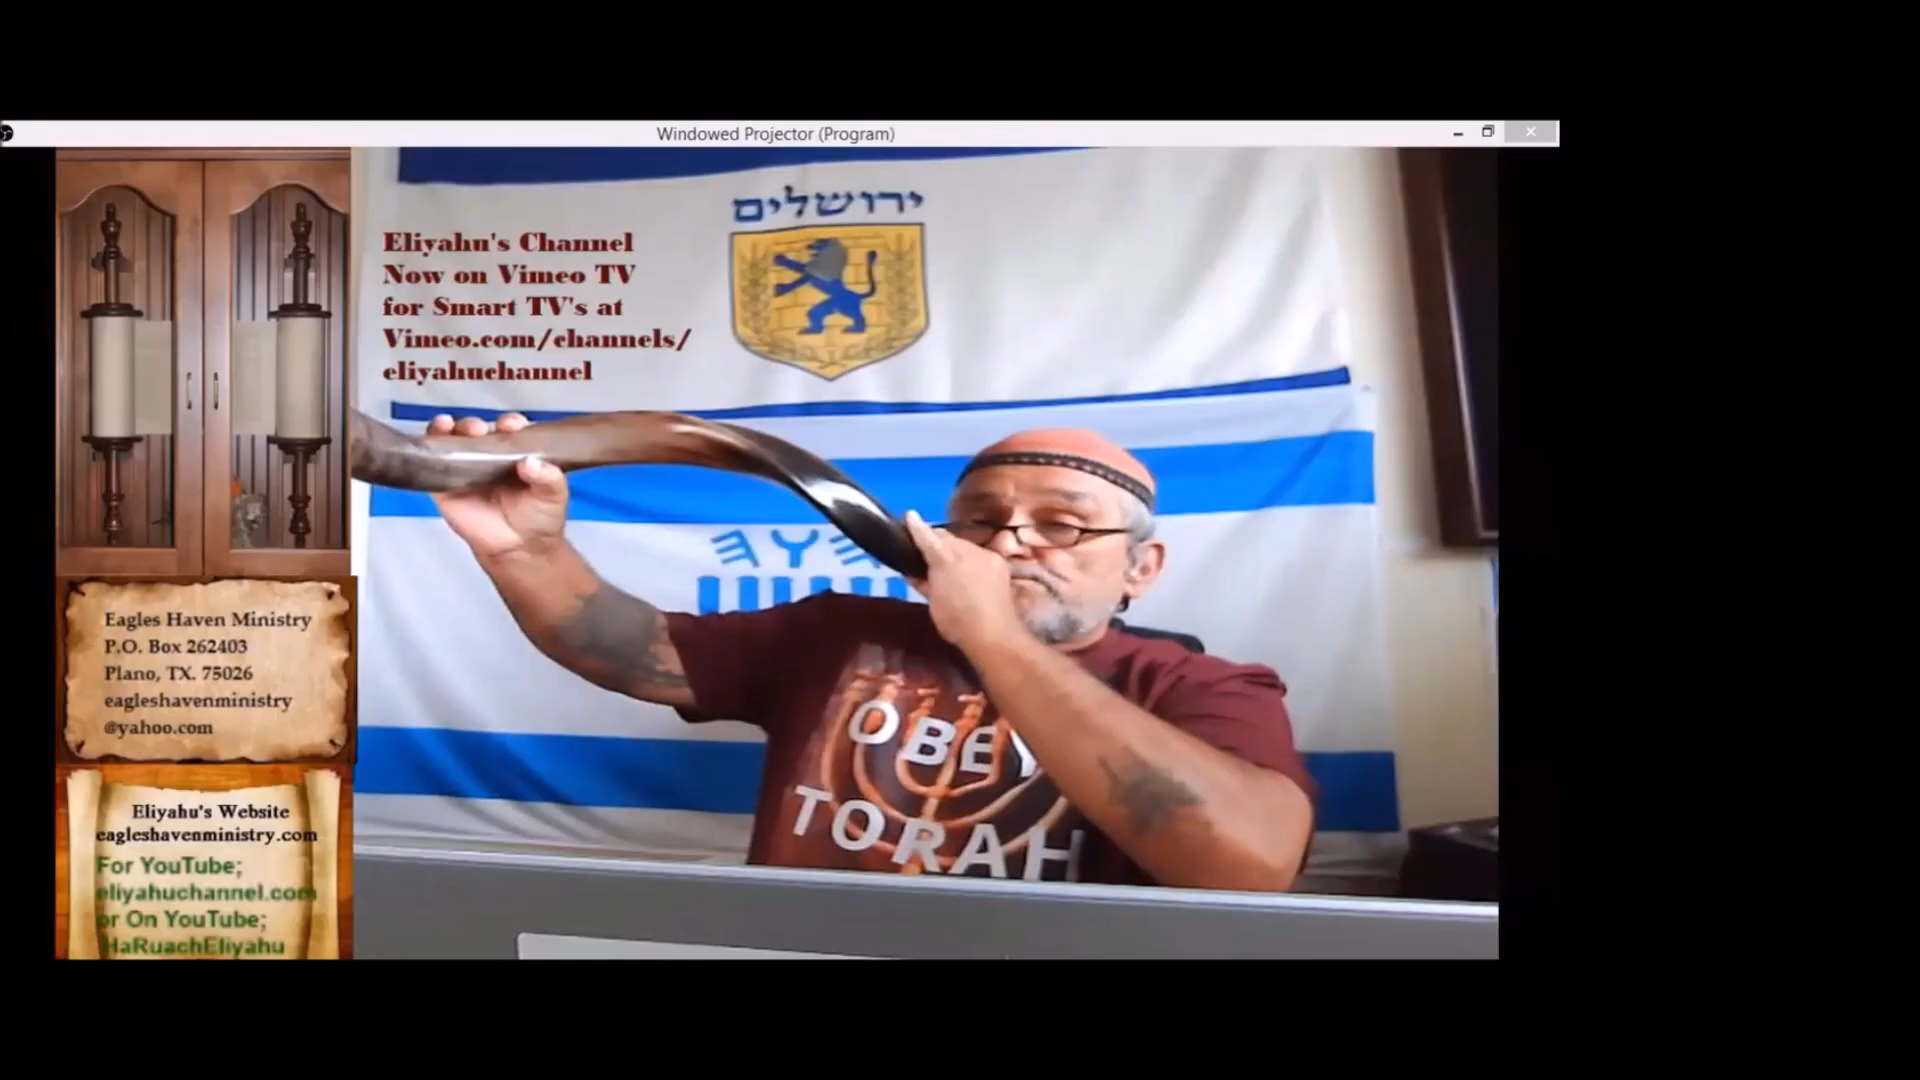 Windowed Projector (Program)
ירושלים
Eliyahu's Channel
Now on Vimeo TV
for Smart TV's at
Vimeo.com/channels/
eliyahuchannel
Eagles Haven Ministry
P.O. Box 262403
Plano, TX. 75026
eagleshavenministry
@yahoo.com
Eliyahu's Website
eagleshavenministry.com
For YouTube;
eliyahuchannel.com
or On YouTube;
HaRuachEliyahu
OBEY
TORAH